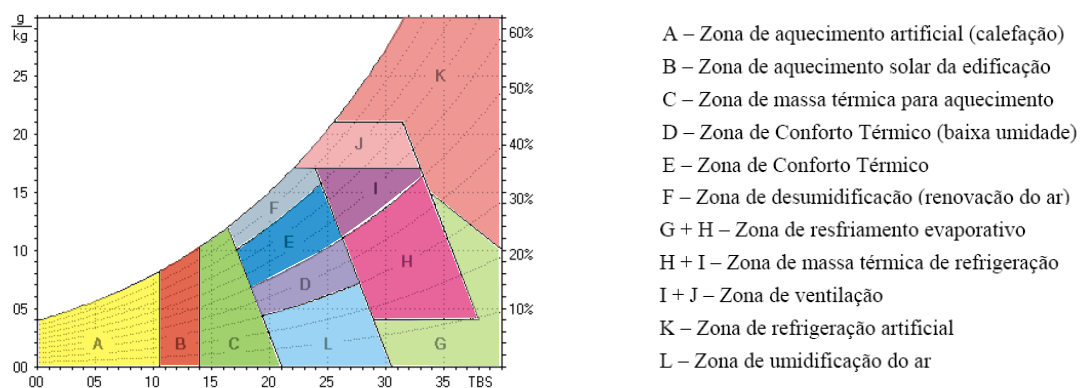 g
kg
25
20
15
10
05
00
00 05 10 15 20 25 30 35 TBS
60%
50%
40%
30%
20%
10%
A
B
C
D
E
F
G
H
I
J
K
L
A – Zona de aquecimento artificial (calefação)
B – Zona de aquecimento solar da edificação
C – Zona de massa térmica para aquecimento
D – Zona de Conforto Térmico (baixa umidade)
E – Zona de Conforto Térmico
F – Zona de desumidificação (renovação do ar)
G + H – Zona de resfriamento evaporativo
H + I – Zona de massa térmica de refrigeração
I + J – Zona de ventilação
K – Zona de refrigeração artificial
L – Zona de umidificação do ar